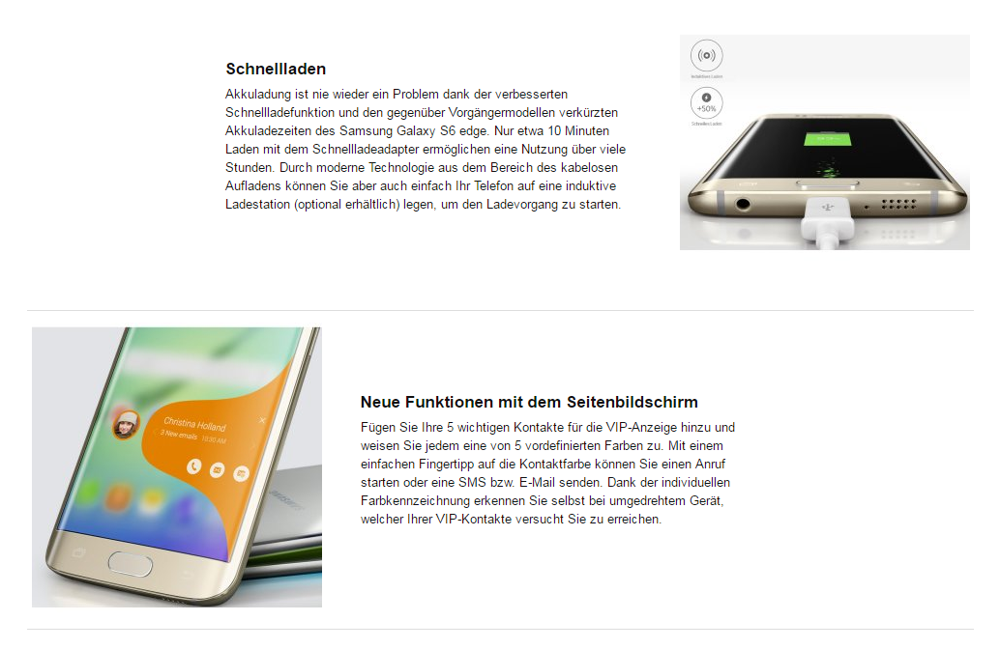 Schnellladen
Akkuladung ist nie wieder ein Problem dank der verbesserten
Schnellladefunktion und den gegenüber Vorgängermodellen verkürzten
Akkuladezeiten des Samsung Galaxy S6 edge. Nur etwa 10 Minuten
Laden mit dem Schnellladeadapter ermöglichen eine Nutzung über viele
Stunden. Durch moderne Technologie aus dem Bereich des kabelosen
Aufladens können Sie aber auch einfach Ihr Telefon auf eine induktive
Ladestation (optional erhältlich) legen, um den Ladevorgang zu starten.
Induktives Laden
+50%
Schnelles Laden
Christina Holland
3 New emails 10:30 AM
SAMSUNG
Neue Funktionen mit dem Seitenbildschirm
Fügen Sie Ihre 5 wichtigen Kontakte für die VIP-Anzeige hinzu und
weisen Sie jedem eine von 5 vordefinierten Farben zu. Mit einem
einfachen Fingertipp auf die Kontaktfarbe können Sie einen Anruf
starten oder eine SMS bzw. E-Mail senden. Dank der individuellen
Farbkennzeichnung erkennen Sie selbst bei umgedrehtem Gerät,
welcher Ihrer VIP-Kontakte versucht Sie zu erreichen.